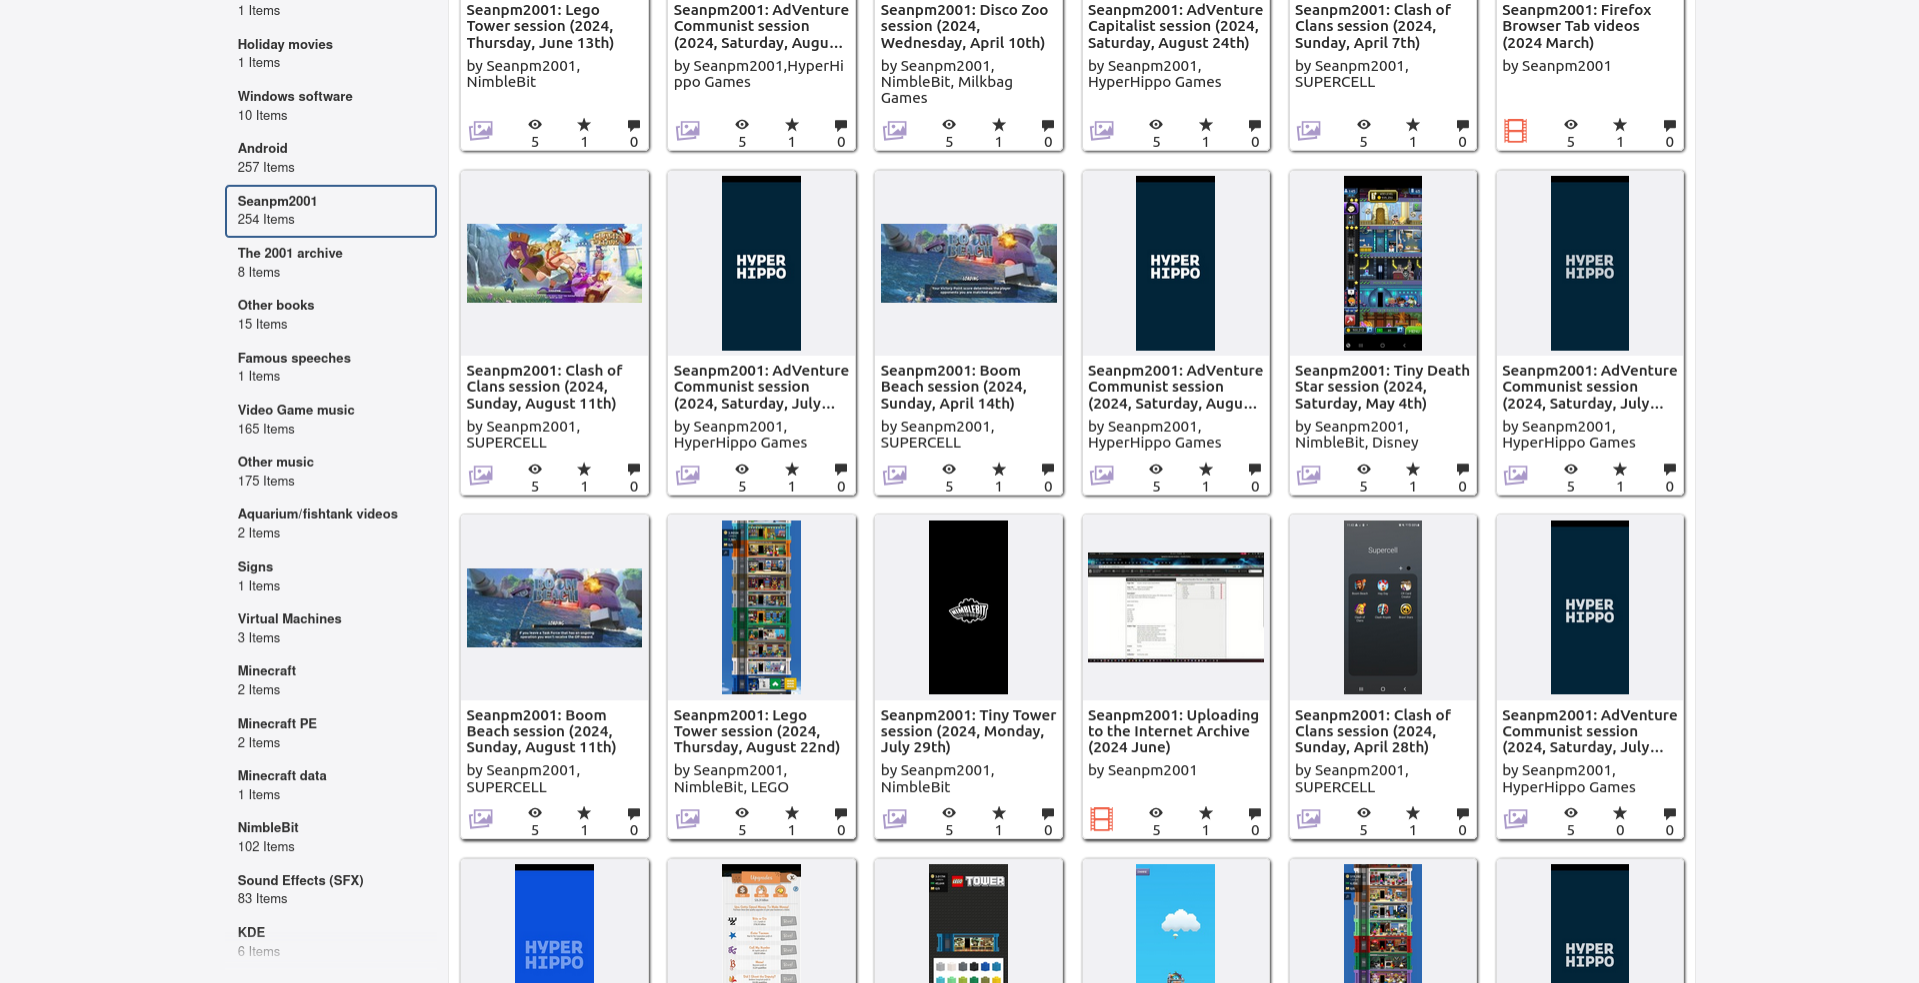 1 Items
Holiday movies
1 Items
Windows software
10 Items
Android
257 Items
Seanpm2001
254 Items
The 2001 archive
8 Items
Other books
15 Items
Famous speeches
1 Items
Video Game music
165 Items
Other music
175 Items
Aquarium/fishtank videos
2 Items
Signs
1 Items
Virtual Machines
3 Items
Minecraft
2 Items
Minecraft PE
2 Items
Minecraft data
1 Items
NimbleBit
102 Items
Sound Effects (SFX)
83 Items
KDE
6 Items
Seanpm2001: Lego
Tower session (2024,
Thursday, June 13th)
by Seanpm2001,
NimbleBit
5 1 0
Seanpm2001: AdVenture
Communist session
(2024, Saturday, Augu...
by Seanpm2001,HyperHi
ppo Games
5 1 0
Seanpm2001: Disco Zoo
session (2024,
Wednesday, April 10th)
by Seanpm2001,
NimbleBit, Milkbag
Games
5 1 0
Seanpm2001: AdVenture
Capitalist session (2024,
Saturday, August 24th)
by Seanpm2001,
HyperHippo Games
5 1 0
Seanpm2001: Clash of
Clans session (2024,
Sunday, April 7th)
by Seanpm2001,
SUPERCELL
5 1 0
Seanpm2001: Firefox
Browser Tab videos
(2024 March)
by Seanpm2001
5 1 0
Seanpm2001: Clash of
Clans session (2024,
Sunday, August 11th)
by Seanpm2001,
SUPERCELL
5 1 0
HYPER
HIPPO
Seanpm2001: AdVenture
Communist session
(2024, Saturday, July...
by Seanpm2001,
HyperHippo Games
5 1 0
BOOM
BEACH
LOADING
Seanpm2001: Boom
Beach session (2024,
Sunday, April 14th)
by Seanpm2001,
SUPERCELL
5 1 0
HYPER
HIPPO
Seanpm2001: AdVenture
Communist session
(2024, Saturday, Augu...
by Seanpm2001,
HyperHippo Games
5 1 0
Seanpm2001: Tiny Death
Star session (2024,
Saturday, May 4th)
by Seanpm2001,
NimbleBit, Disney
5 1 0
HYPER
HIPPO
Seanpm2001: AdVenture
Communist session
(2024, Saturday, July...
by Seanpm2001,
HyperHippo Games
5 1 0
BOOM
BEACH
LOADING
Seanpm2001: Boom
Beach session (2024,
Sunday, August 11th)
by Seanpm2001,
SUPERCELL
5 1 0
Seanpm2001: Lego
Tower session (2024,
Thursday, August 22nd)
by Seanpm2001,
NimbleBit, LEGO
5 1 0
NIMBLEBIT
Seanpm2001: Tiny Tower
session (2024, Monday,
July 29th)
by Seanpm2001,
NimbleBit
5 1 0
Seanpm2001: Uploading
to the Internet Archive
(2024 June)
by Seanpm2001
5 1 0
Supercell
Seanpm2001: Clash of
Clans session (2024,
Sunday, April 28th)
by Seanpm2001,
SUPERCELL
5 1 0
HYPER
HIPPO
Seanpm2001: AdVenture
Communist session
(2024, Saturday, July...
by Seanpm2001,
HyperHippo Games
5 0 0
HYPER
HIPPO
Upgrades
LEGO TOWER
HYPER
HIPPO